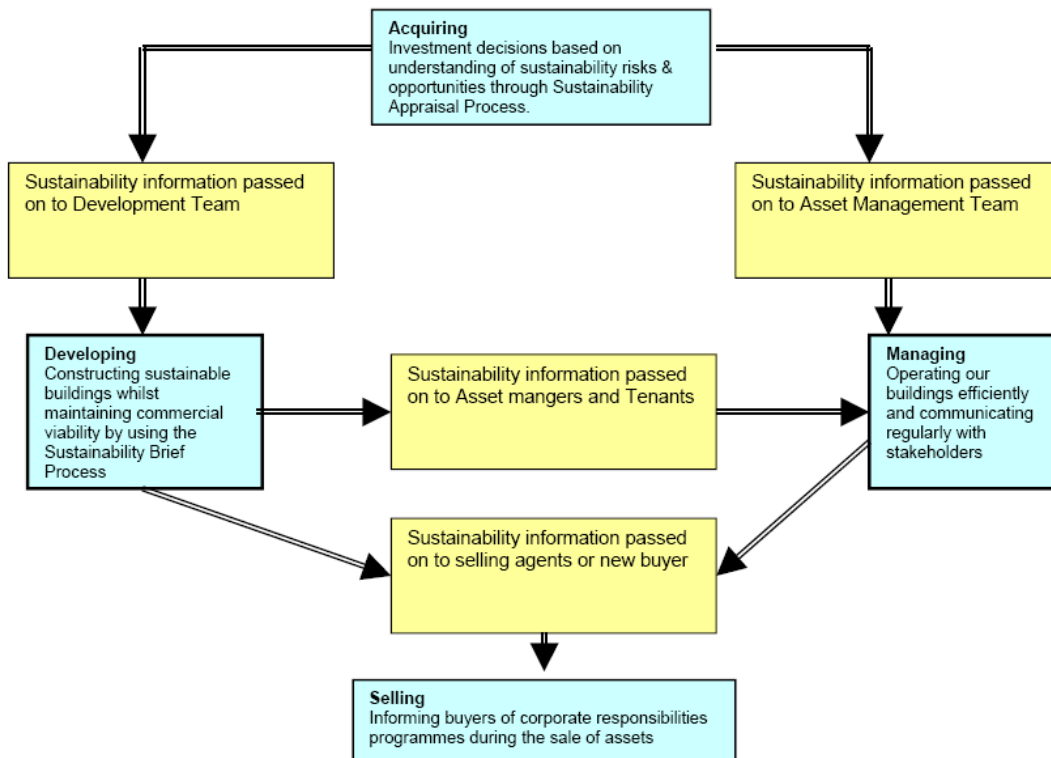 Acquiring
Investment decisions based on
understanding of sustainability risks &
opportunities through Sustainability
Appraisal Process.
Sustainability information passed
on to Development Team
Sustainability information passed
on to Asset Management Team
Developing
Constructing sustainable
buildings whilst
maintaining commercial
viability by using the
Sustainability Brief
Process
Sustainability information passed
on to Asset mangers and Tenants
Managing
Operating our
buildings efficiently
and communicating
regularly with
stakeholders
Sustainability information passed
on to selling agents or new buyer
Selling
Informing buyers of corporate responsibilities
programmes during the sale of assets